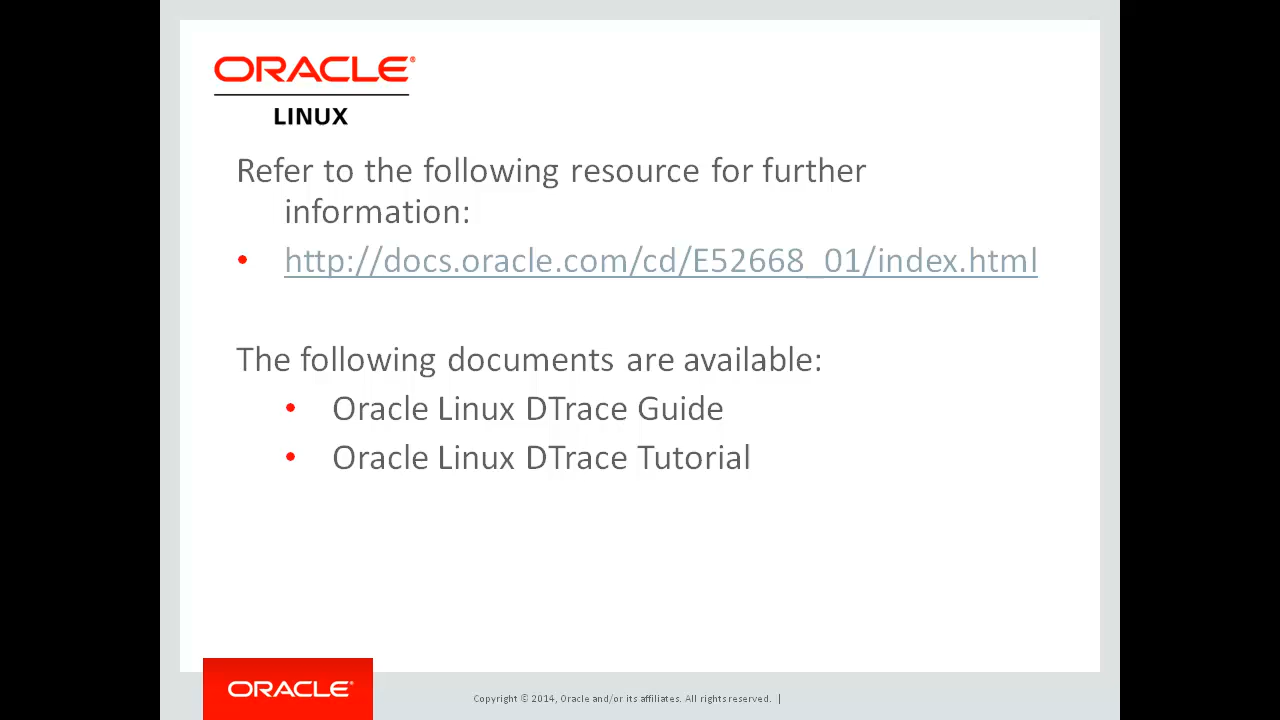 ORACLE®
LINUX
Refer to the following resource for further
information:
• http://docs.oracle.com/cd/E52668_01/index.html
The following documents are available:
• Oracle Linux DTrace Guide
• Oracle Linux DTrace Tutorial
ORACLE®
Copyright © 2014, Oracle and/or its affiliates. All rights reserved. |